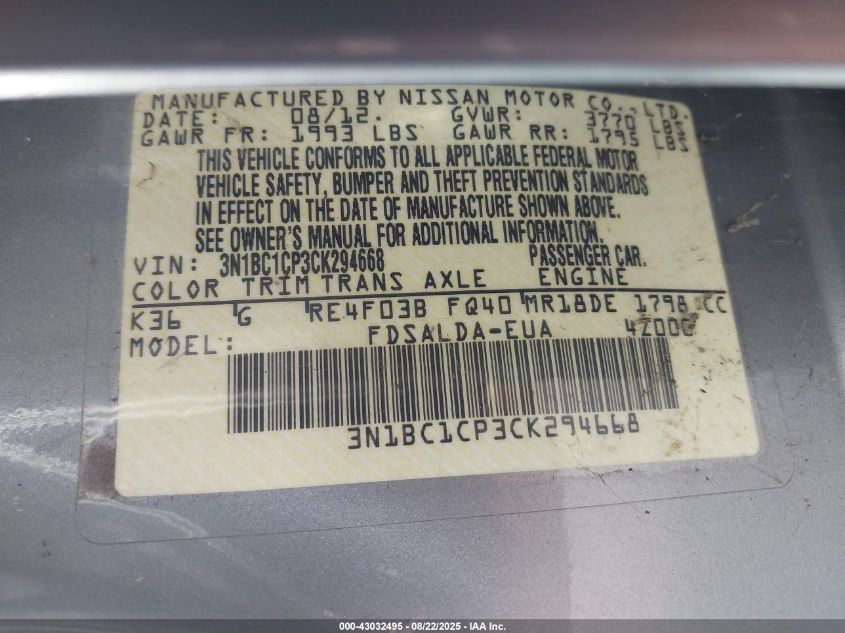 MANUFACTURED BY NISSAN MOTOR CO., LTD.
DATE: 08/12. GVWR: 3770 LBS
GAWR FR: 1993 LBS GAWR RR: 1795 LBS
THIS VEHICLE CONFORMS TO ALL APPLICABLE FEDERAL MOTOR
VEHICLE SAFETY, BUMPER AND THEFT PREVENTION STANDARDS
IN EFFECT ON THE DATE OF MANUFACTURE SHOWN ABOVE.
SEE OWNER'S MANUAL FOR ADDITIONAL INFORMATION.
VIN: 3N1BC1CP3CK294668 PASSENGER CAR.
COLOR TRIM TRANS AXLE ENGINE
K36 G RE4F03B FQ40 MR18DE 1798 CC
MODEL: FDSALDA-EUA 4Z00C
3N1BC1CP3CK294668
000-43032495 - 08/22/2025 - IAA Inc.